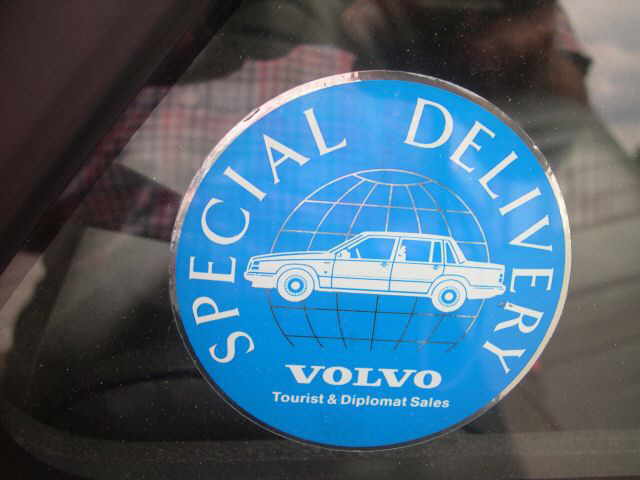 SPECIAL DELIVERY
VOLVO
Tourist & Diplomat Sales